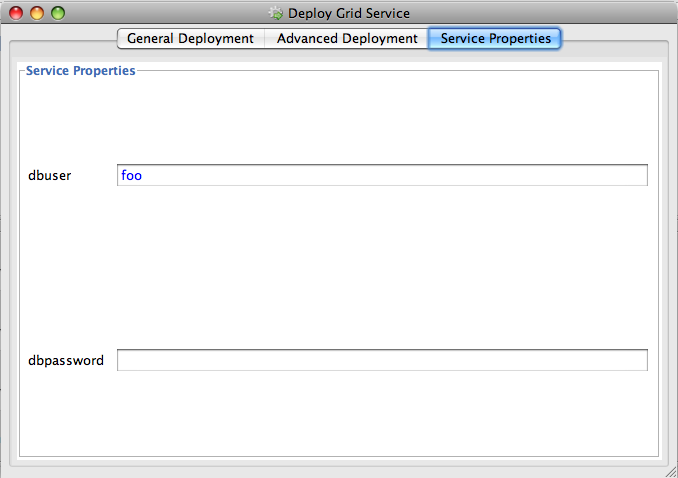 Deploy Grid Service
General Deployment Advanced Deployment Service Properties
Service Properties
dbuser foo
dbpassword